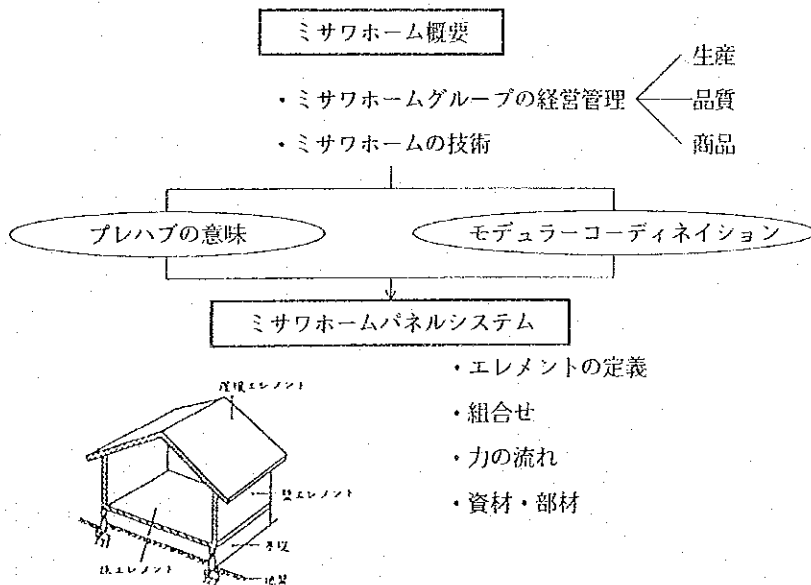 ミサワホーム概要
・ミサワホームグループの経営管理
生産
品質
商品
・ミサワホームの技術
プレハブの意味
モデュラーコーディネイション
ミサワホームパネルシステム
・エレメントの定義
・組合せ
・力の流れ
・資材・部材
屋根エレメント
壁エレメント
床エレメント
地盤